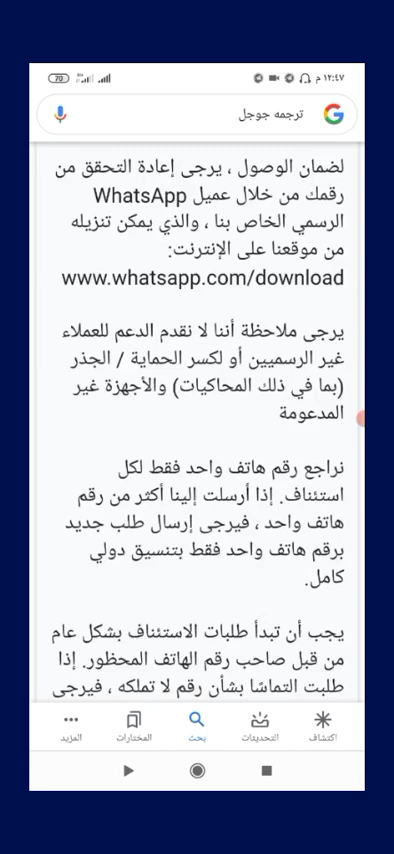 ١٢:٤٧ م
70
ترجمه جوجل
لضمان الوصول ، يرجى إعادة التحقق من
رقمك من خلال عميل WhatsApp
الرسمي الخاص بنا ، والذي يمكن تنزيله
من موقعنا على الإنترنت:
www.whatsapp.com/download
يرجى ملاحظة أننا لا نقدم الدعم للعملاء
غير الرسميين أو لكسر الحماية / الجذر
(بما في ذلك المحاكيات) والأجهزة غير
المدعومة
نراجع رقم هاتف واحد فقط لكل
استئناف. إذا أرسلت إلينا أكثر من رقم
هاتف واحد ، فيرجى إرسال طلب جديد
برقم هاتف واحد فقط بتنسيق دولي
كامل.
يجب أن تبدأ طلبات الاستئناف بشكل عام
من قبل صاحب رقم الهاتف المحظور. إذا
طلبت التماسًا بشأن رقم لا تملكه ، فيرجى
اكتشاف
التحديثات
بحث
المختارات
المزيد